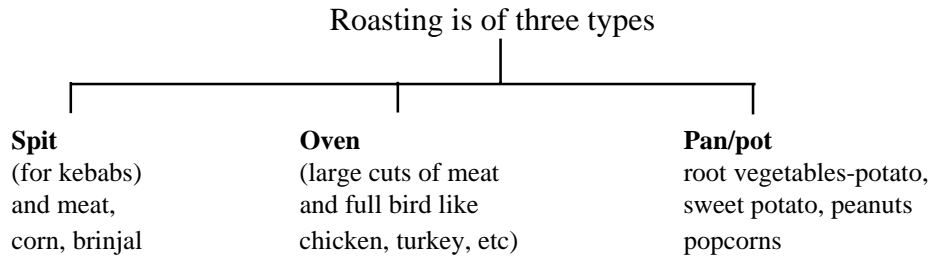 Roasting is of three types
Spit
(for kebabs)
and meat,
corn, brinjal
Oven
(large cuts of meat
and full bird like
chicken, turkey, etc)
Pan/pot
root vegetables-potato,
sweet potato, peanuts
popcorns